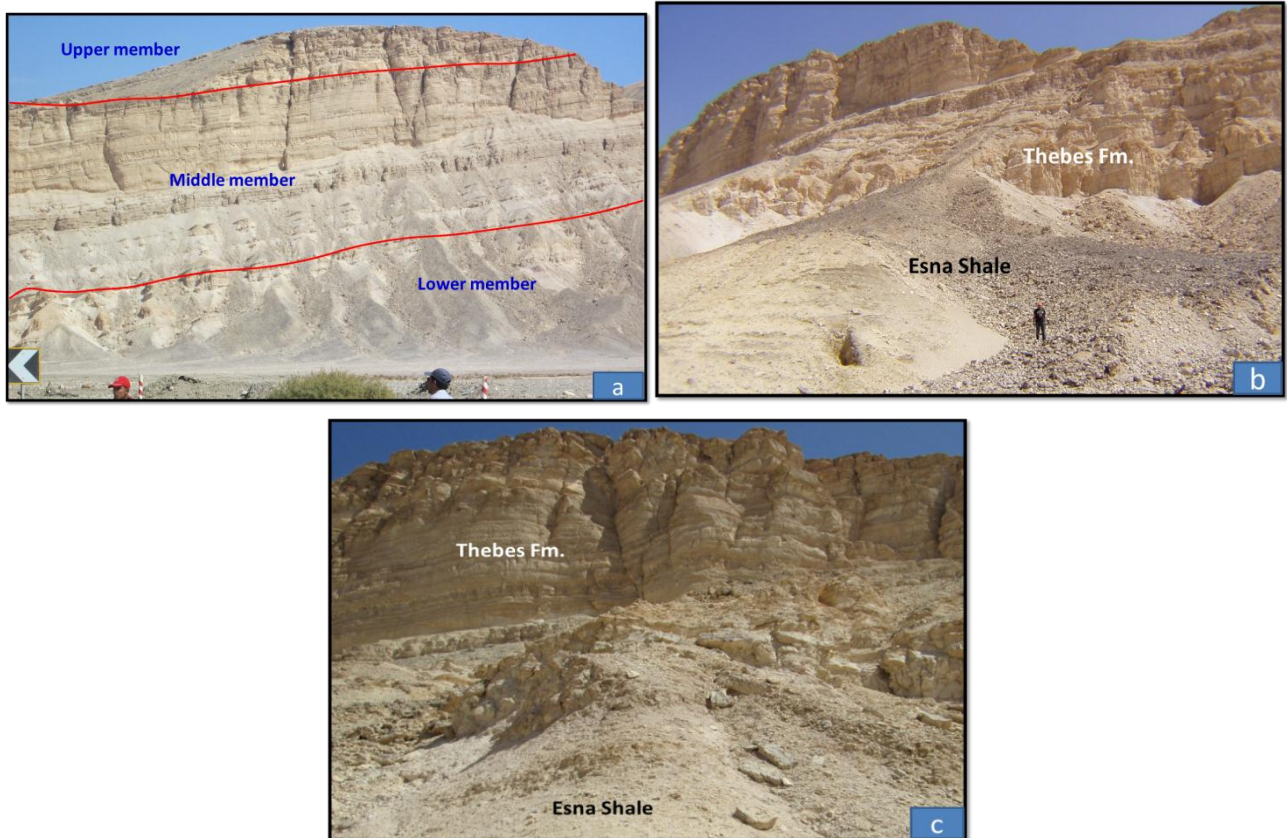 Upper member
Middle member
Lower member
a
Thebes Fm.
Esna Shale
b
Thebes Fm.
Esna Shale
c